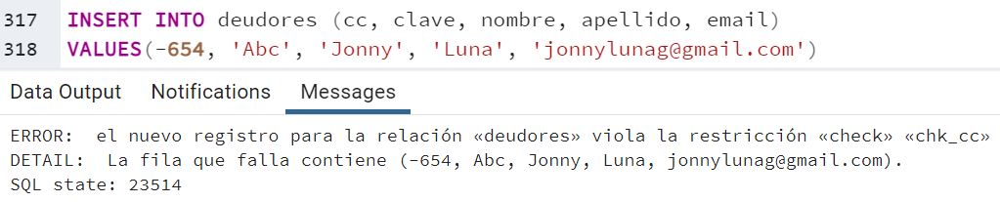 317 INSERT INTO deudores (cc, clave, nombre, apellido, email)
318 VALUES(-654, 'Abc', 'Jonny', 'Luna', 'jonnylunag@gmail.com')
Data Output Notifications Messages
ERROR:  el nuevo registro para la relación «deudores» viola la restricción «check» «chk_cc»
DETAIL:  La fila que falla contiene (-654, Abc, Jonny, Luna, jonnylunag@gmail.com).
SQL state: 23514